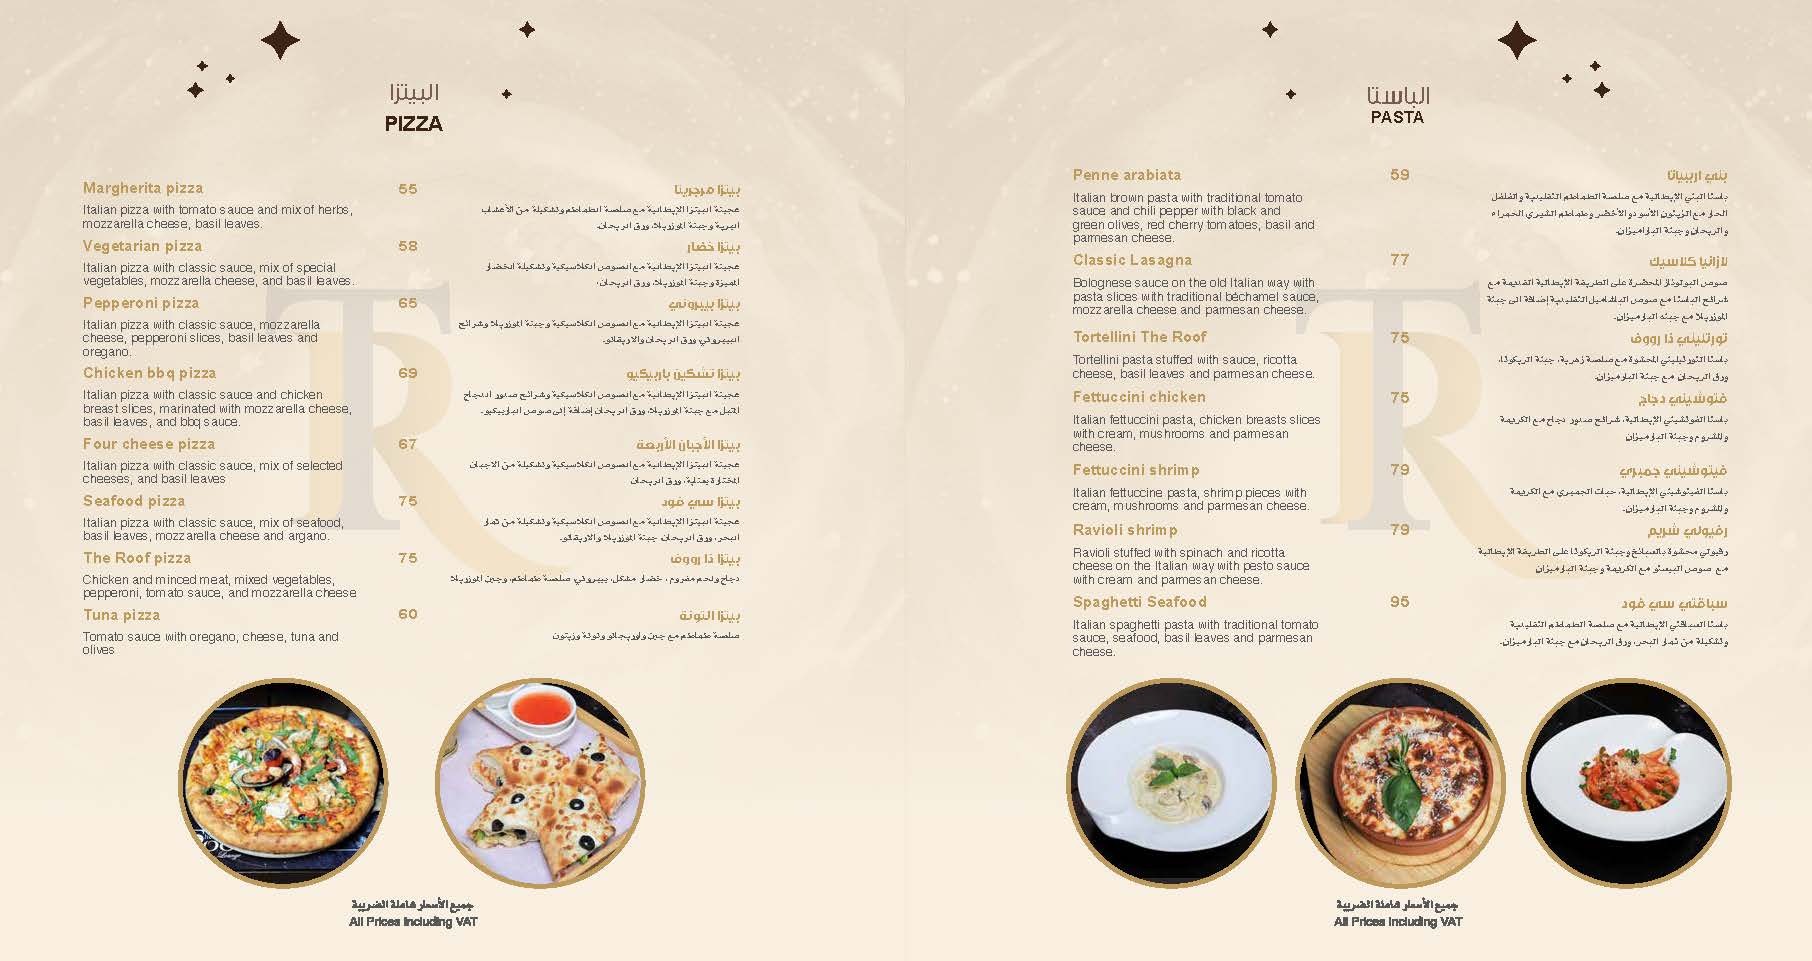 البيتزا
PIZZA
Margherita pizza 55 بيتزا مرجريتا
Italian pizza with tomato sauce and mix of herbs,
mozzarella cheese, basil leaves.
عجينة البيتزا الإيطالية مع صلصة الطماطم وتشكيلة من الأعشاب
البرية وجبنة الموزريلا، ورق الريحان.
Vegetarian pizza 58 بيتزا خضار
Italian pizza with classic sauce, mix of special
vegetables, mozzarella cheese, and basil leaves.
عجينة البيتزا الإيطالية مع الصوص الكلاسيكية وتشكيلة الخضار
المميزة وجبنة الموزريلا، ورق الريحان.
Pepperoni pizza 65 بيتزا بيبروني
Italian pizza with classic sauce, mozzarella
cheese, pepperoni slices, basil leaves and
oregano.
عجينة البيتزا الإيطالية مع الصوص الكلاسيكية وجبنة الموزريلا وشرائح
البيبروني، ورق الريحان والاريقانو.
Chicken bbq pizza 69 بيتزا تشكين باربيكيو
Italian pizza with classic sauce and chicken
breast slices, marinated with mozzarella cheese,
basil leaves, and bbq sauce.
عجينة البيتزا الإيطالية مع الصوص الكلاسيكية وشرائح صدور الدجاج
المتبل مع جبنة الموزريلا، ورق الريحان إضافة إلى صوص الباربيكيو.
Four cheese pizza 67 بيتزا الأجبان الأربعة
Italian pizza with classic sauce, mix of selected
cheeses, and basil leaves
عجينة البيتزا الإيطالية مع الصوص الكلاسيكية وتشكيلة من الاجبان
المختارة بعناية، ورق الريحان
Seafood pizza 75 بيتزا سي فود
Italian pizza with classic sauce, mix of seafood,
basil leaves, mozzarella cheese and argano.
عجينة البيتزا الإيطالية مع الصوص الكلاسيكية وتشكيلة من ثمار
البحر، ورق الريحان، جبنة الموزريلا والاريقانو.
The Roof pizza 75 بيتزا ذا رووف
Chicken and minced meat, mixed vegetables,
pepperoni, tomato sauce, and mozzarella cheese
دجاج ولحم مفروم، خضار مشكل، بيبروني، صلصة طماطم، وجبن الموزريلا
Tuna pizza 60 بيتزا التونة
Tomato sauce with oregano, cheese, tuna and
olives
صلصة طماطم مع جبن واوريجانو وتونة وزيتون
TR
جميع الأسعار شاملة الضريبة
All Prices Including VAT
الباستا
PASTA
Penne arabiata 59 بني اربياتا
Italian brown pasta with traditional tomato
sauce and chili pepper with black and
green olives, red cherry tomatoes, basil and
parmesan cheese.
باستا البني الإيطالية مع صلصة الطماطم التقليدية والفلفل
الحار مع الزيتون الأسود والأخضر وطماطم الشيري الحمراء
والريحان وجبنة البارميزان.
Classic Lasagna 77 لازانيا كلاسيك
Bolognese sauce on the old Italian way with
pasta slices with traditional béchamel sauce,
mozzarella cheese and parmesan cheese.
صوص البولونيز المحضرة على الطريقة الإيطالية القديمة مع
شرائح الباستا مع صوص الباشاميل التقليدية إضافة الى جبنة
الموزريلا مع جبنه البارميزان.
Tortellini The Roof 75 تورتليني ذا رووف
Tortellini pasta stuffed with sauce, ricotta
cheese, basil leaves and parmesan cheese.
باستا التورتيليني المحشوة مع صلصة زهرية، جبنة الريكوتا،
ورق الريحان مع جبنة البارميزان.
Fettuccini chicken 75 فتوشيني دجاج
Italian fettuccini pasta, chicken breasts slices
with cream, mushrooms and parmesan
cheese.
باستا الفوتشيني الإيطالية، شرائح صدور دجاج مع الكريمة
والمشروم وجبنة البارميزان
Fettuccini shrimp 79 فيتوشيني جمبري
Italian fettuccine pasta, shrimp pieces with
cream, mushrooms and parmesan cheese.
باستا الفيتوشيني الإيطالية، حبات الجمبري مع الكريمة
والمشروم وجبنة البارميزان.
Ravioli shrimp 79 رفيولي شريم
Ravioli stuffed with spinach and ricotta
cheese on the Italian way with pesto sauce
with cream and parmesan cheese.
رفيولي محشوة بالسبانخ وجبنة الريكوتا على الطريقة الإيطالية
مع صوص البيستو مع الكريمة وجبنة البارميزان
Spaghetti Seafood 95 سباقتي سي فود
Italian spaghetti pasta with traditional tomato
sauce, seafood, basil leaves and parmesan
cheese.
باستا السباقتي الإيطالية مع صلصة الطماطم التقليدية
وتشكيلة من ثمار البحر، ورق الريحان مع جبنة البارميزان.
TR
جميع الأسعار شاملة الضريبة
All Prices Including VAT